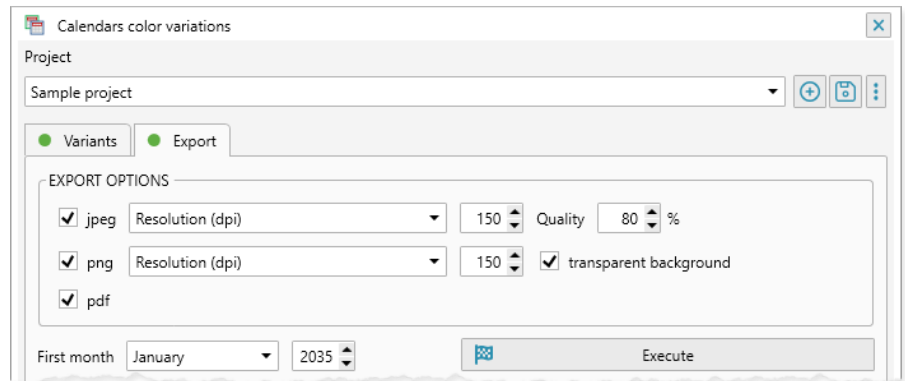 Calendars color variations
Project
Sample project
Variants Export
EXPORT OPTIONS
jpeg Resolution (dpi) 150 Quality 80 %
png Resolution (dpi) 150 transparent background
pdf
First month January 2035 Execute